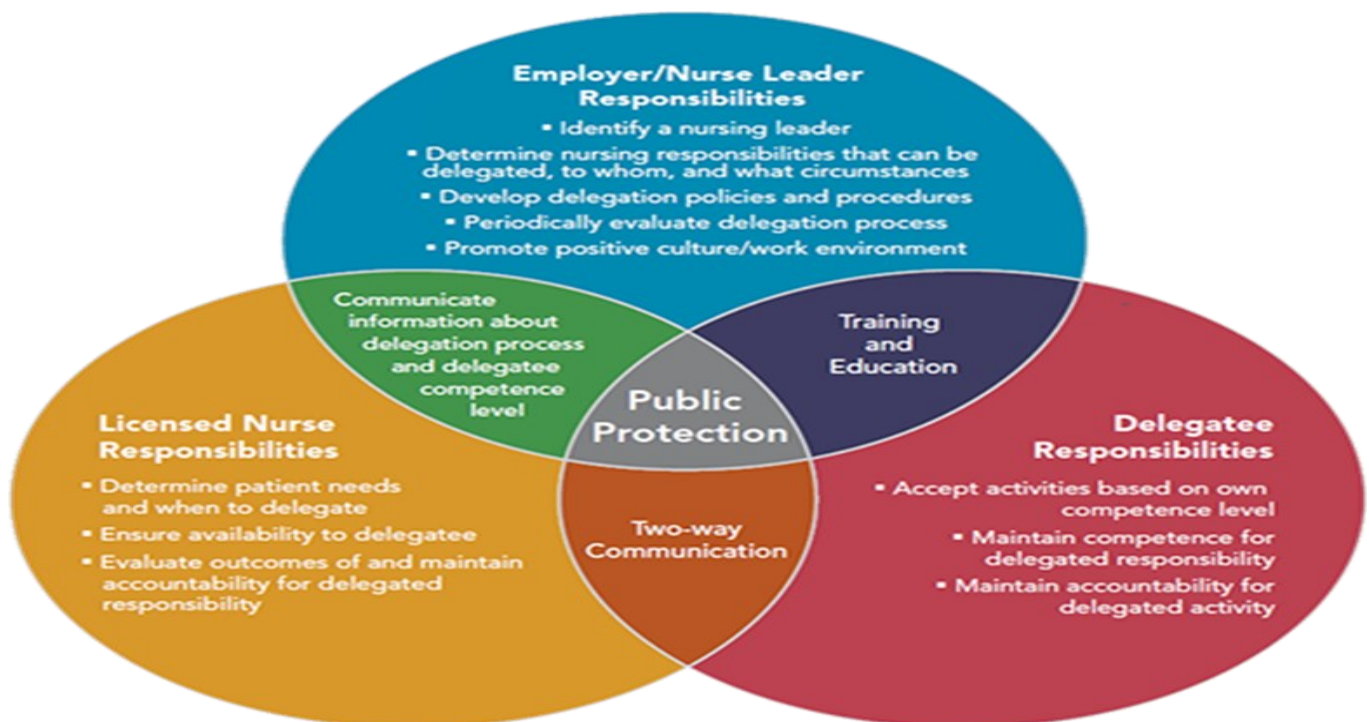 Employer/Nurse Leader
Responsibilities
▪ Identify a nursing leader
▪ Determine nursing responsibilities that can be
delegated, to whom, and what circumstances
▪ Develop delegation policies and procedures
▪ Periodically evaluate delegation process
▪ Promote positive culture/work environment
Communicate
information about
delegation process
and delegatee
competence
level
Training
and
Education
Public
Protection
Licensed Nurse
Responsibilities
▪ Determine patient needs
and when to delegate
▪ Ensure availability to delegatee
▪ Evaluate outcomes of and maintain
accountability for delegated
responsibility
Two-way
Communication
Delegatee
Responsibilities
▪ Accept activities based on own
competence level
▪ Maintain competence for
delegated responsibility
▪ Maintain accountability for
delegated activity